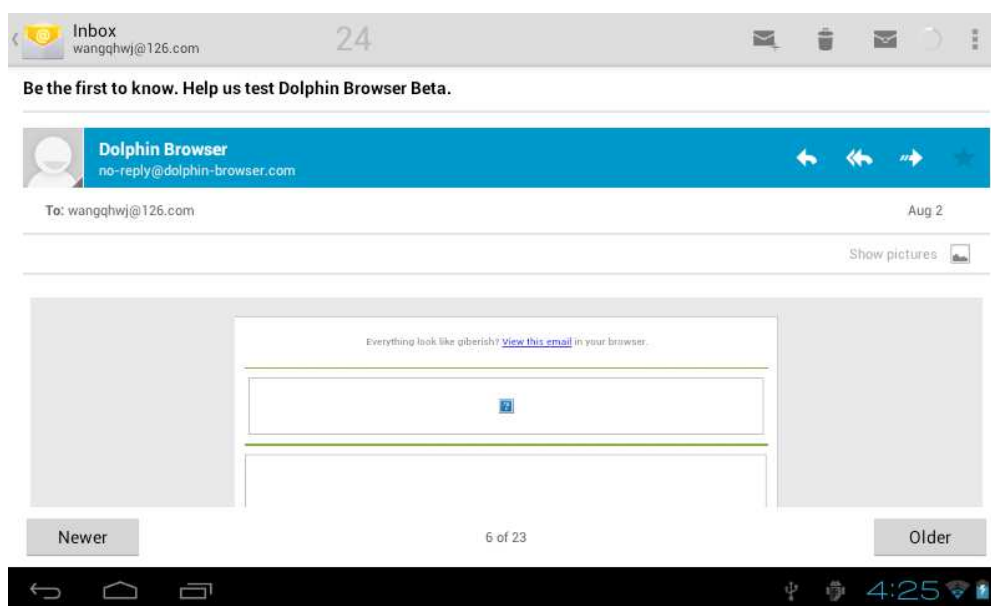 Inbox
wangqhwj@126.com
24
Be the first to know. Help us test Dolphin Browser Beta.
Dolphin Browser
no-reply@dolphin-browser.com
To: wangqhwj@126.com
Aug 2
Show pictures
Everything look like giberish? View this email in your browser.
Newer
6 of 23
Older
4:25